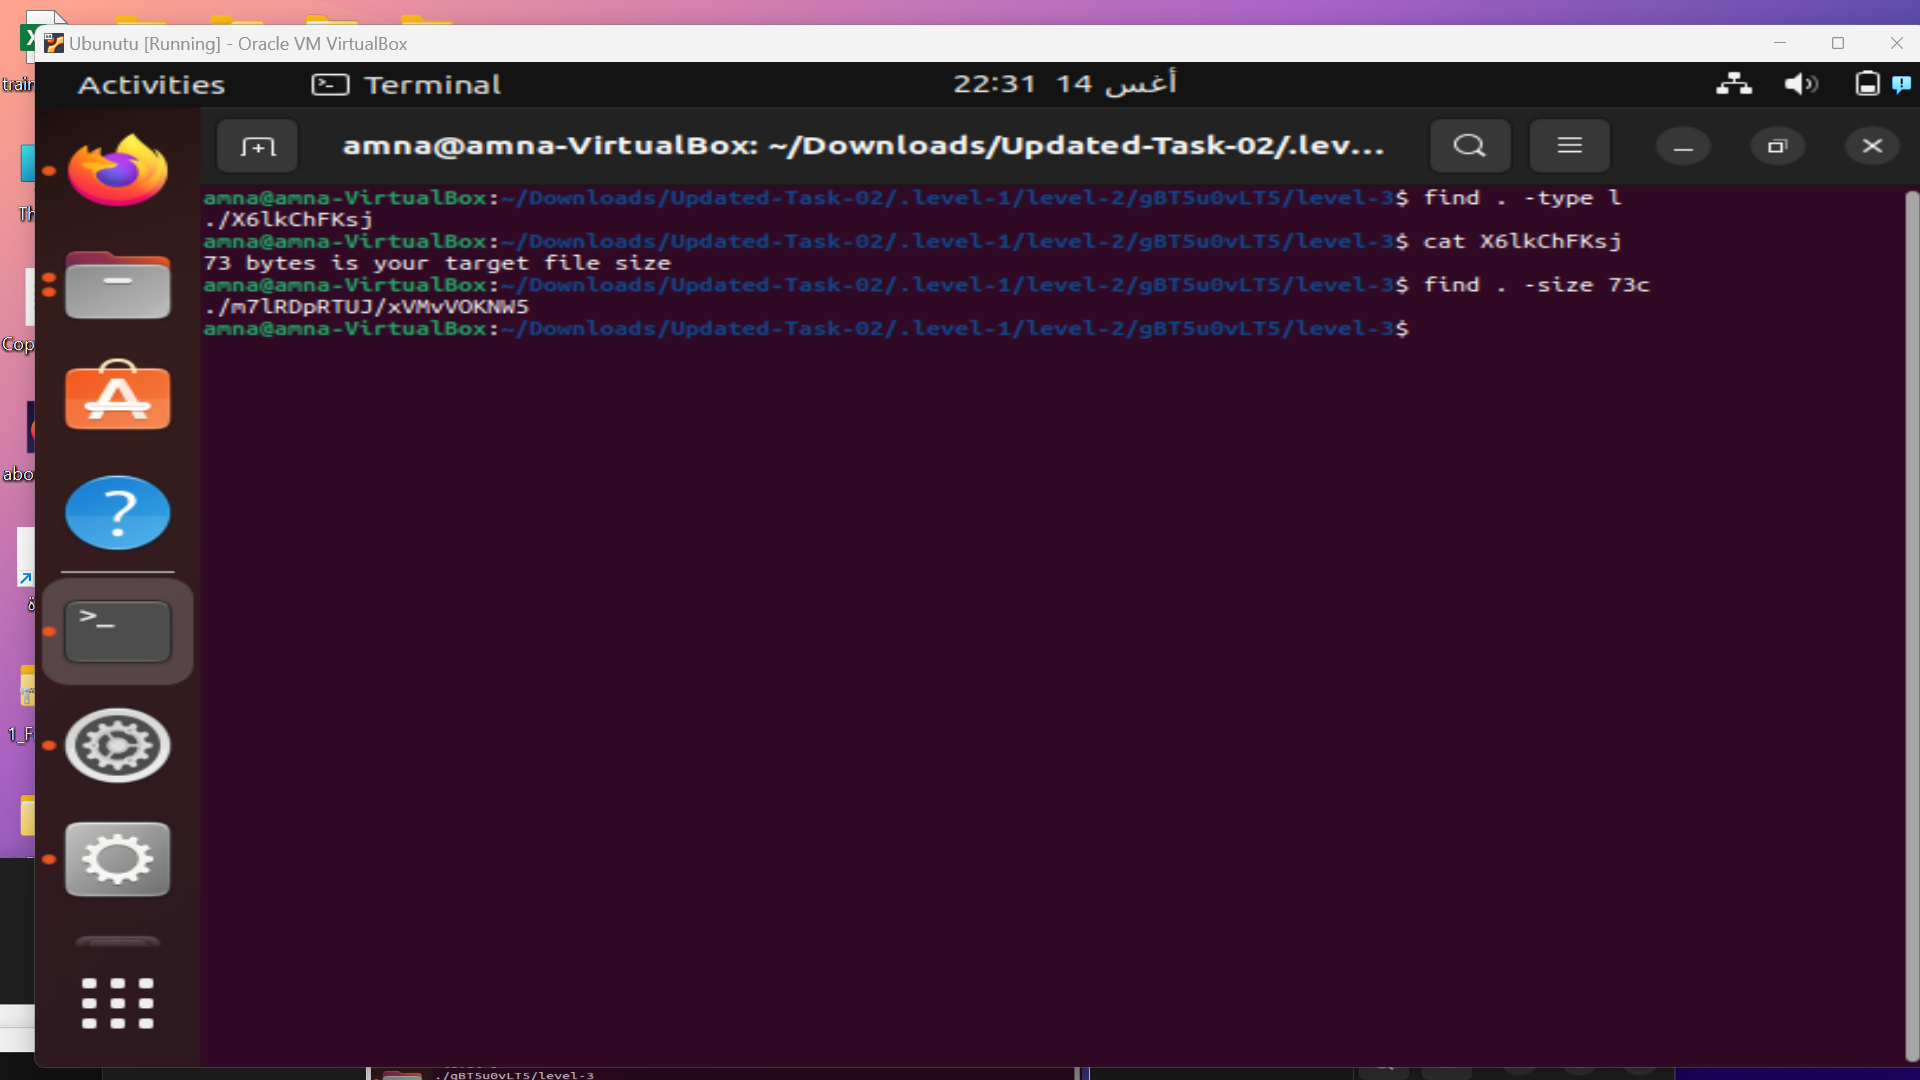 Ubunutu [Running] - Oracle VM VirtualBox
Activities
Terminal
22:31 14 أغس
amna@amna-VirtualBox: ~/Downloads/Updated-Task-02/.lev...
amna@amna-VirtualBox:~/Downloads/Updated-Task-02/.level-1/level-2/gBT5u0vLT5/level-3$ find . -type l
./X6lkChFKsj
amna@amna-VirtualBox:~/Downloads/Updated-Task-02/.level-1/level-2/gBT5u0vLT5/level-3$ cat X6lkChFKsj
73 bytes is your target file size
amna@amna-VirtualBox:~/Downloads/Updated-Task-02/.level-1/level-2/gBT5u0vLT5/level-3$ find . -size 73c
./m7lRDpRTUJ/xVMvVOKNW5
amna@amna-VirtualBox:~/Downloads/Updated-Task-02/.level-1/level-2/gBT5u0vLT5/level-3$
train
Th
Cop
abo
ة
1_F
./gBT5u0vLT5/level-3